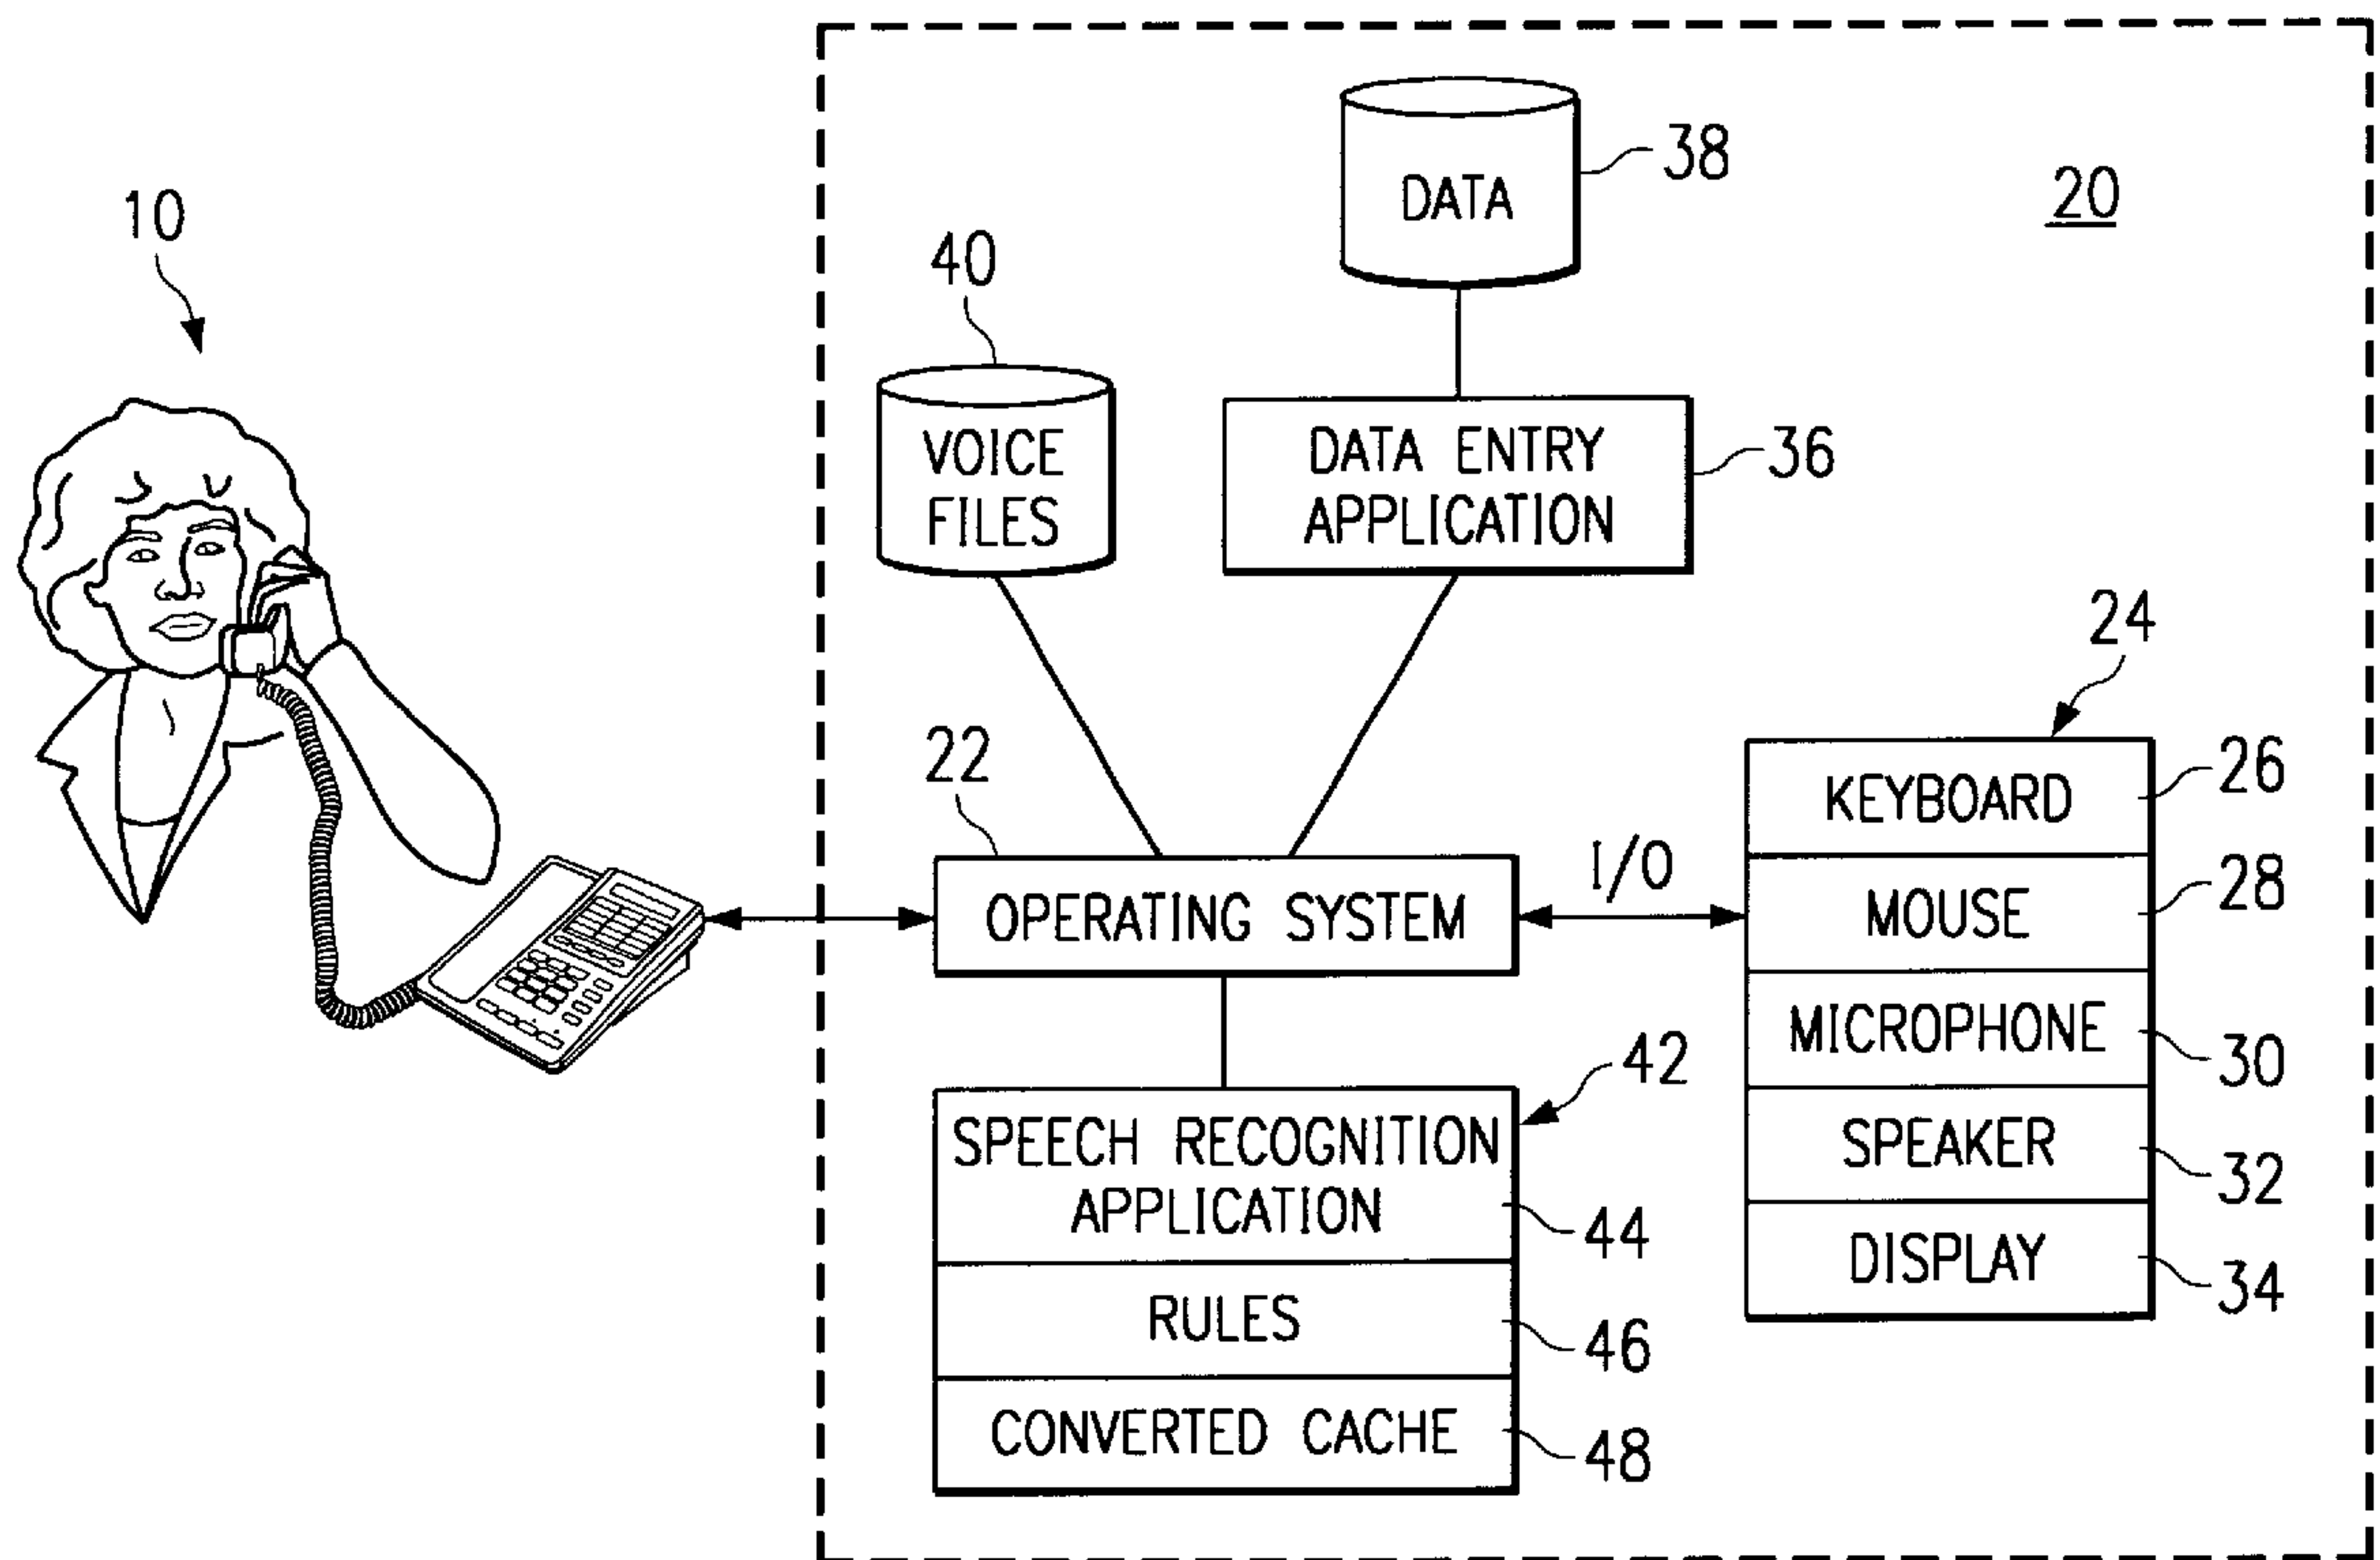 10
38
DATA
20
40
VOICE
FILES
DATA ENTRY
APPLICATION
36
24
22
KEYBOARD
26
I/O
OPERATING SYSTEM
MOUSE
28
MICROPHONE
30
42
SPEECH RECOGNITION
APPLICATION
44
SPEAKER
32
RULES
46
DISPLAY
34
CONVERTED CACHE
48